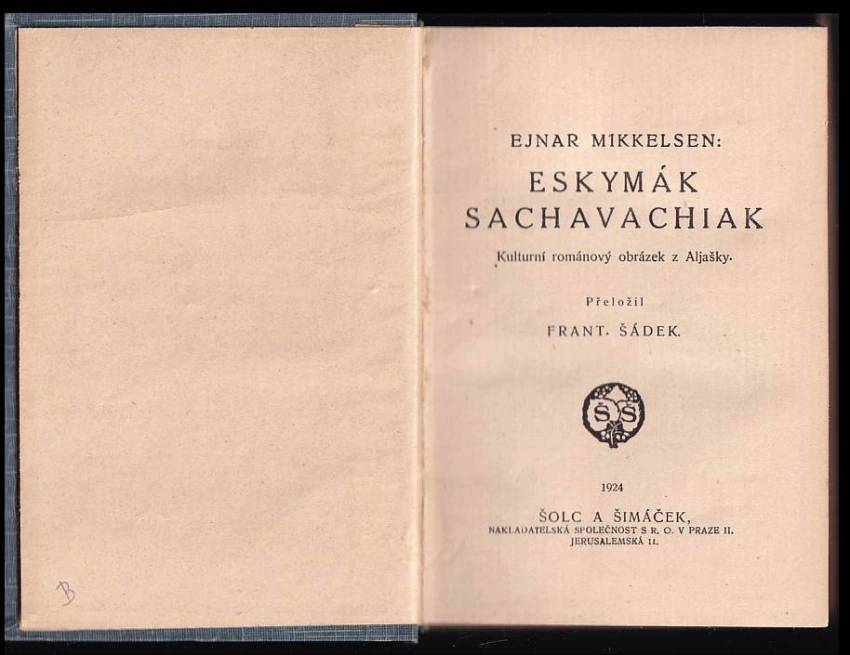 EJNAR MIKKELSEN:
ESKYMÁK
SACHAVACHIAK
Kulturní románový obrázek z Aljašky.
Přeložil
FRANT. ŠÁDEK.
Š Š
1924
ŠOLC A ŠIMÁČEK,
NAKLADATELSKÁ SPOLEČNOST S R. O. V PRAZE II.
JERUSALEMSKÁ 11.
B